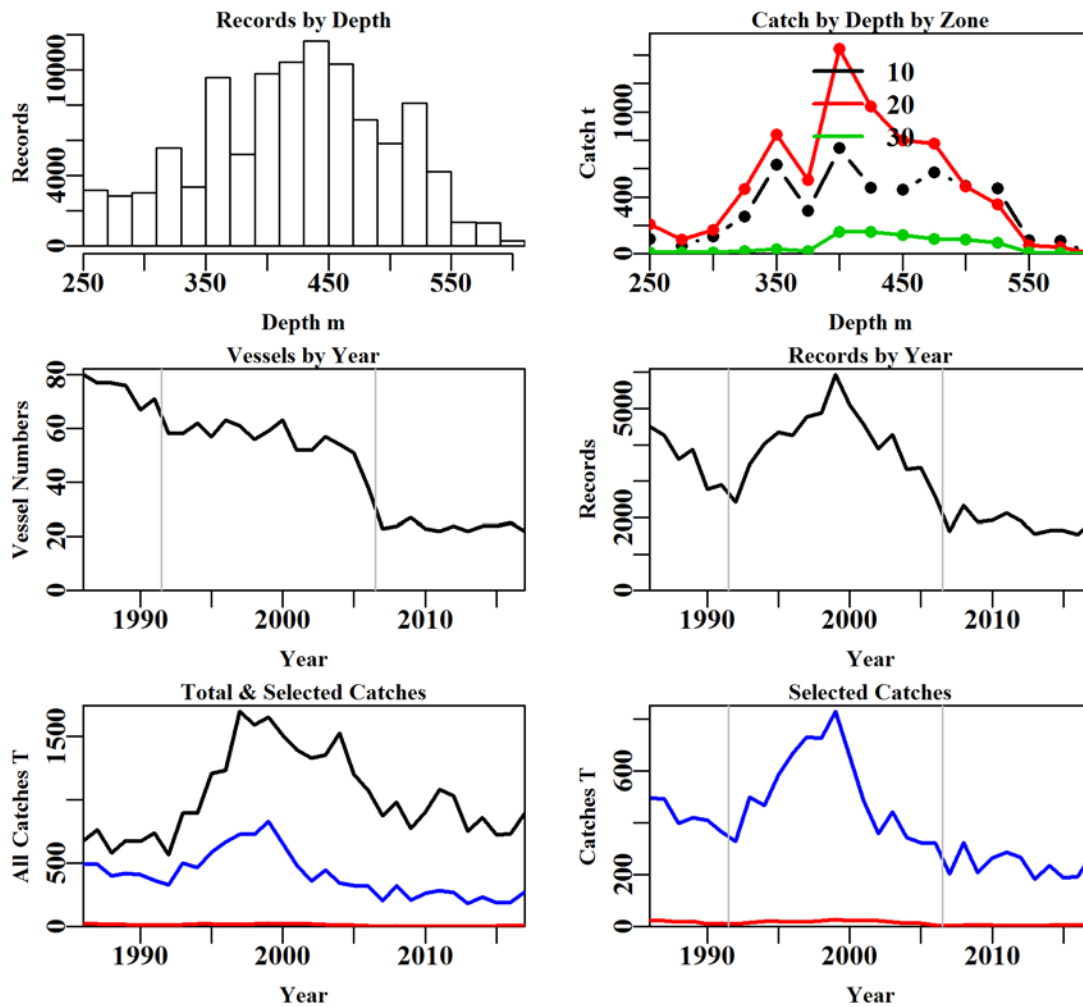 Records by Depth
Records
0 4000 10000
250 350 450 550
Depth m
Catch by Depth by Zone
Catch t
0 400 1000
10
20
30
250 350 450 550
Depth m
Vessels by Year
Vessel Numbers
0 20 40 60 80
1990 2000 2010
Year
Records by Year
Records
0 2000 5000
1990 2000 2010
Year
Total & Selected Catches
All Catches T
0 500 1500
1990 2000 2010
Year
Selected Catches
Catches T
0 200 600
1990 2000 2010
Year